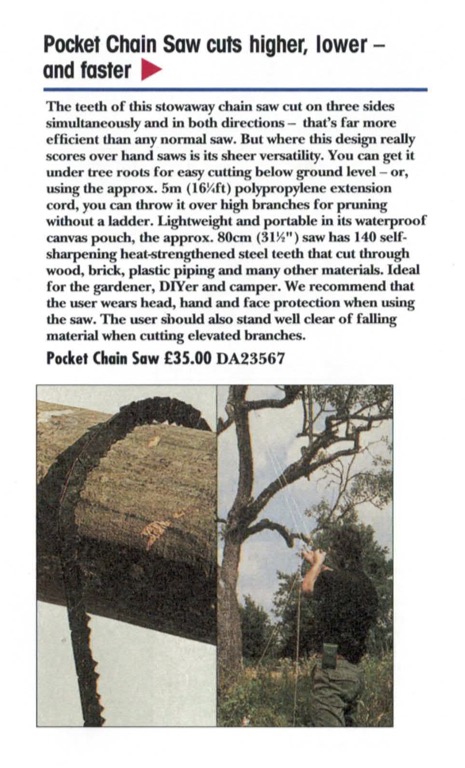 Pocket Chain Saw cuts higher, lower –
and faster
The teeth of this stowaway chain saw cut on three sides
simultaneously and in both directions – that's far more
efficient than any normal saw. But where this design really
scores over hand saws is its sheer versatility. You can get it
under tree roots for easy cutting below ground level – or,
using the approx. 5m (16¼ft) polypropylene extension
cord, you can throw it over high branches for pruning
without a ladder. Lightweight and portable in its waterproof
canvas pouch, the approx. 80cm (31½") saw has 140 self-
sharpening heat-strengthened steel teeth that cut through
wood, brick, plastic piping and many other materials. Ideal
for the gardener, DIYer and camper. We recommend that
the user wears head, hand and face protection when using
the saw. The user should also stand well clear of falling
material when cutting elevated branches.
Pocket Chain Saw £35.00 DA23567